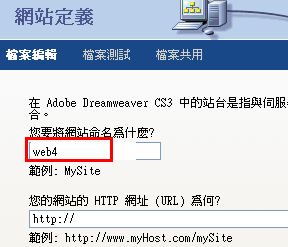 網站定義
檔案編輯 檔案測試 檔案共用
在 Adobe Dreamweaver CS3 中的站台是指與伺服
合。
您要將網站命名為什麼?
web4
範例: MySite
您的網站的 HTTP 網址 (URL) 為何?
http://
範例: http://www.myHost.com/mySite